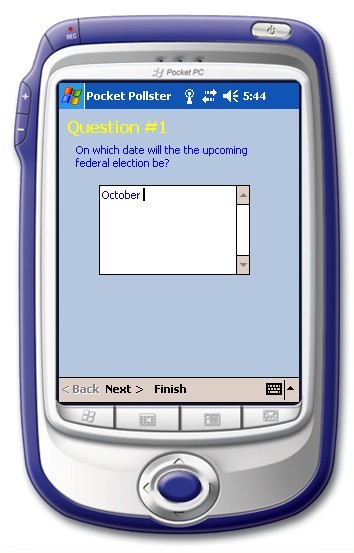 REC
Pocket PC
Pocket Pollster 5:44
Question #1
On which date will the the upcoming
federal election be?
October
< Back Next > Finish